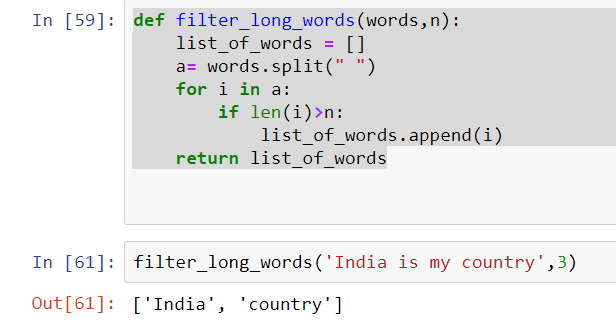 In [59]: def filter_long_words(words,n):
    list_of_words = []
    a= words.split(" ")
    for i in a:
        if len(i)>n:
            list_of_words.append(i)
    return list_of_words
In [61]: filter_long_words('India is my country',3)
Out[61]: ['India', 'country']